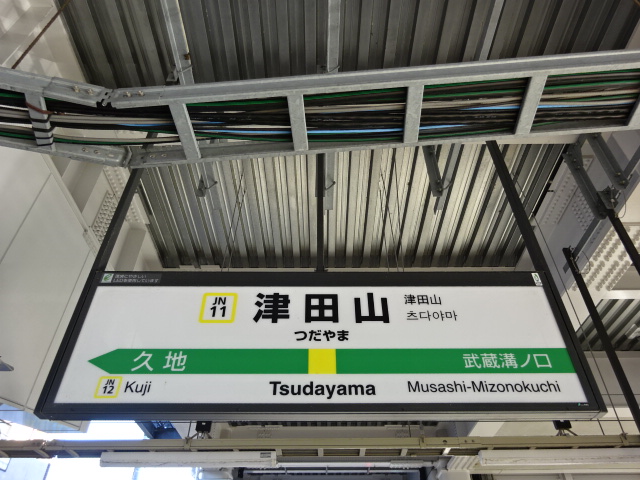 JN
11
津田山
つだやま
津田山
츠다야마
久地
武蔵溝ノ口
JN
12
Kuji
Tsudayama
Musashi-Mizonokuchi